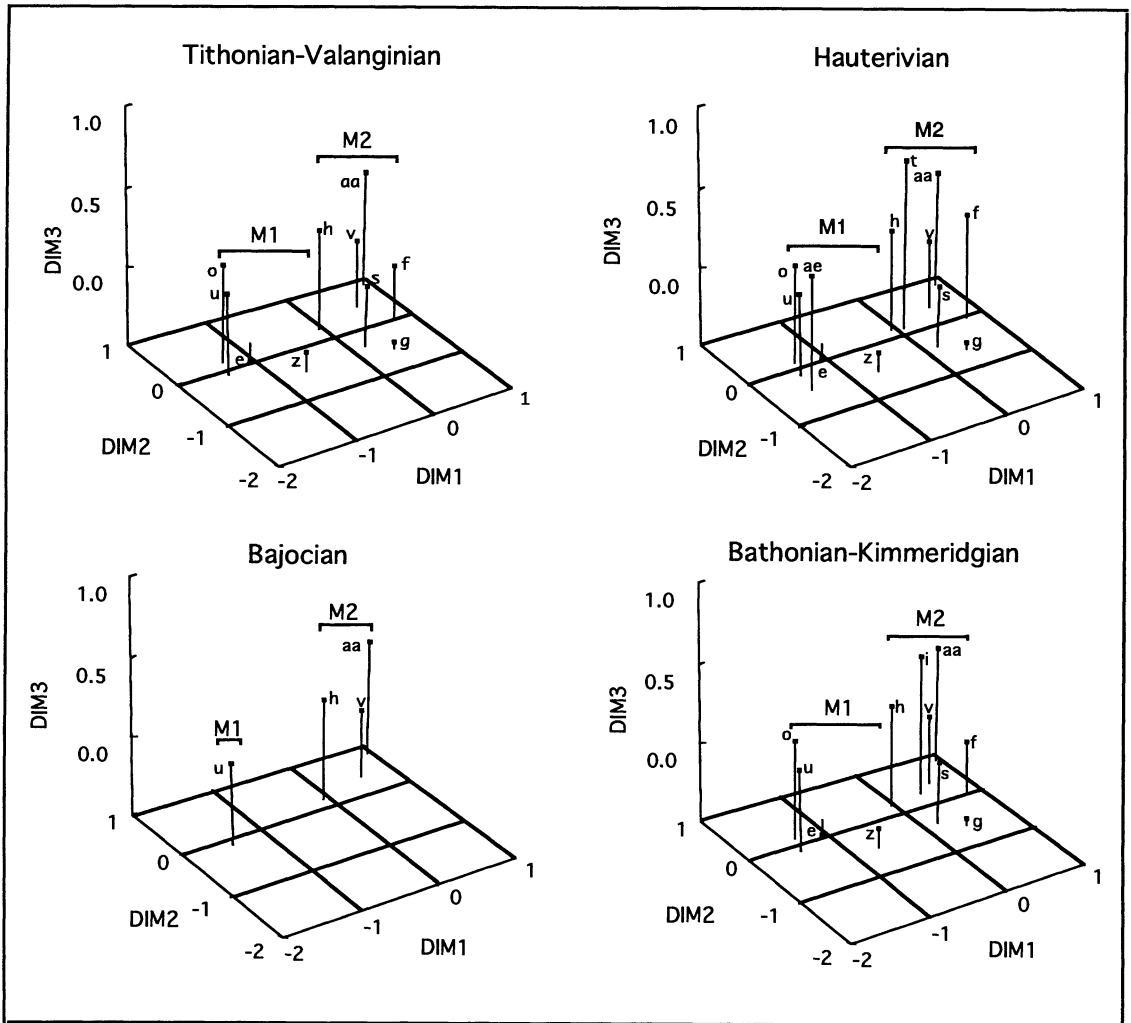 Tithonian-Valanginian
1.0
M2
aa
0.5
h
v
DIM3
M1
o
s
f
0.0
u
e
z
g
1
0
1
-1
0
DIM2
-1
DIM1
-2 -2
Hauterivian
1.0
M2
t
aa
0.5
f
h
v
DIM3
M1
o
ae
0.0
u
s
e
z
g
1
0
1
-1
0
DIM2
-1
DIM1
-2 -2
Bajocian
1.0
M2
aa
0.5
h
v
DIM3
M1
0.0
u
1
0
1
-1
0
DIM2
-1
DIM1
-2 -2
Bathonian-Kimmeridgian
1.0
M2
i
aa
0.5
h
v
DIM3
M1
o
f
0.0
u
s
e
z
g
1
0
1
-1
0
DIM2
-1
DIM1
-2 -2